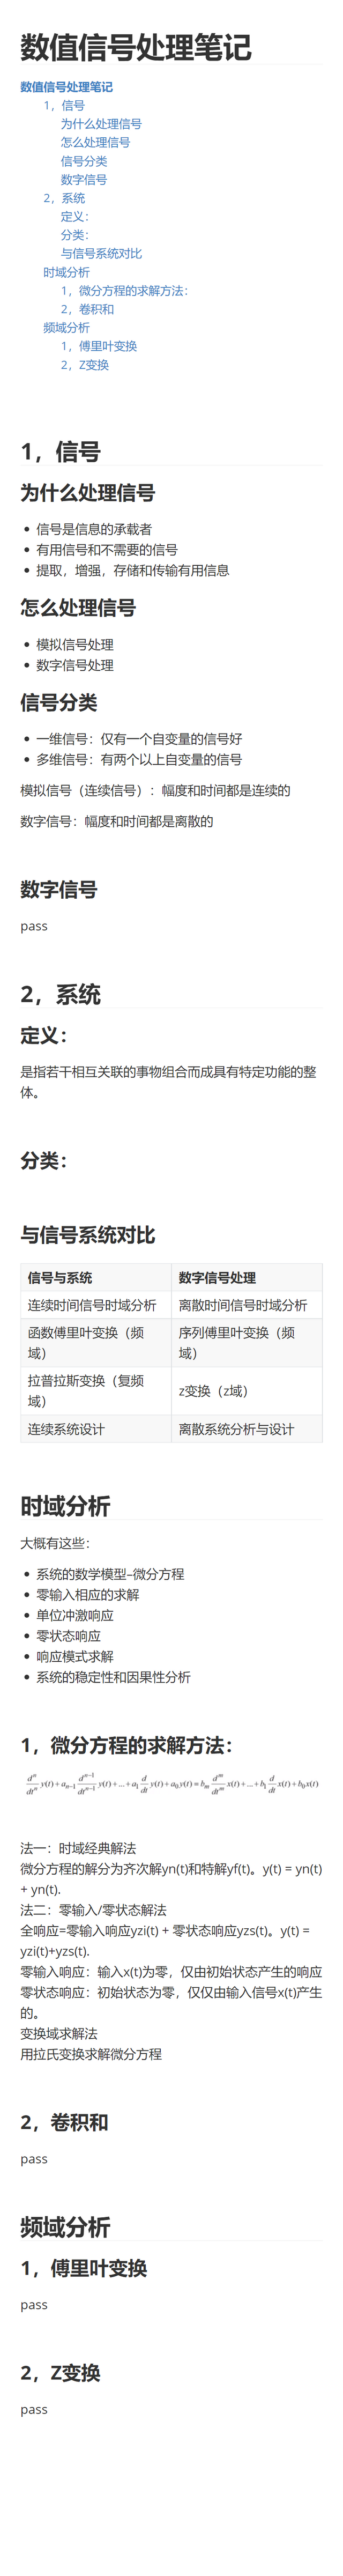 数值信号处理笔记
数值信号处理笔记
1，信号
为什么处理信号
怎么处理信号
信号分类
数字信号
2，系统
定义：
分类：
与信号系统对比
时域分析
1，微分方程的求解方法：
2，卷积和
频域分析
1，傅里叶变换
2，Z变换
1，信号
为什么处理信号
信号是信息的承载者
有用信号和不需要的信号
提取，增强，存储和传输有用信息
怎么处理信号
模拟信号处理
数字信号处理
信号分类
一维信号：仅有一个自变量的信号好
多维信号：有两个以上自变量的信号
模拟信号（连续信号）：幅度和时间都是连续的
数字信号：幅度和时间都是离散的
数字信号
pass
2，系统
定义：
是指若干相互关联的事物组合而成具有特定功能的整
体。
分类：
与信号系统对比
信号与系统 数字信号处理
连续时间信号时域分析 离散时间信号时域分析
函数傅里叶变换（频
域） 序列傅里叶变换（频
域）
拉普拉斯变换（复频
域） z变换（z域）
连续系统设计 离散系统分析与设计
时域分析
大概有这些：
系统的数学模型–微分方程
零输入相应的求解
单位冲激响应
零状态响应
响应模式求解
系统的稳定性和因果性分析
1，微分方程的求解方法：
d^n/dt^n y(t) + a_{n-1} d^{n-1}/dt^{n-1} y(t) + ... + a_1 d/dt y(t) + a_0 y(t) = b_m d^m/dt^m x(t) + ... + b_1 d/dt x(t) + b_0 x(t)
法一：时域经典解法
微分方程的解分为齐次解yn(t)和特解yf(t)。y(t) = yn(t)
+ yn(t).
法二：零输入/零状态解法
全响应=零输入响应yzi(t) + 零状态响应yzs(t)。y(t) =
yzi(t)+yzs(t).
零输入响应：输入x(t)为零，仅由初始状态产生的响应
零状态响应：初始状态为零，仅仅由输入信号x(t)产生
的。
变换域求解法
用拉氏变换求解微分方程
2，卷积和
pass
频域分析
1，傅里叶变换
pass
2，Z变换
pass